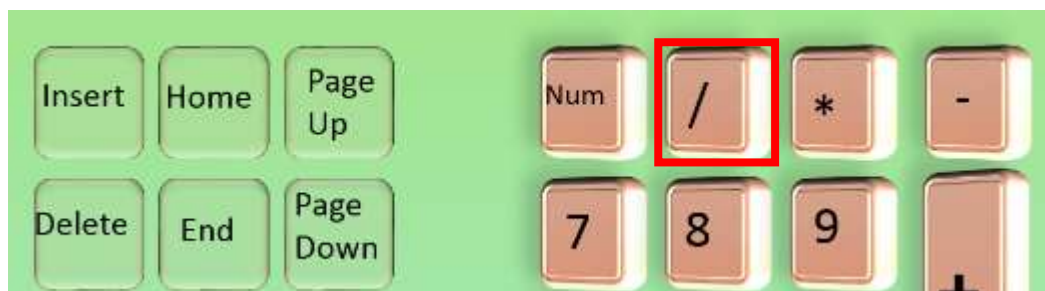 Insert Home Page Up Num / * -
Delete End Page Down 7 8 9 +